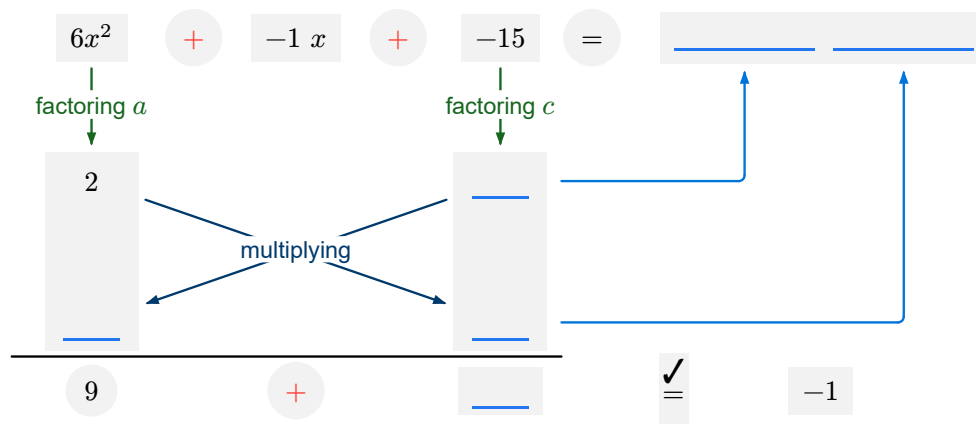 6x² + −1 x + −15 =
factoring a factoring c
2
multiplying
9 + ✓= −1